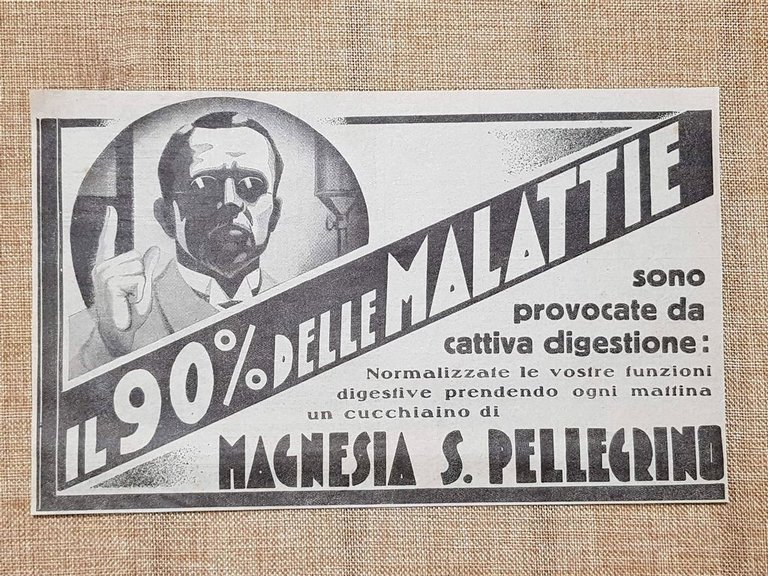 IL 90% DELLE MALATTIE
sono
provocate da
cattiva digestione:
Normalizzate le vostre funzioni
digestive prendendo ogni mattina
un cucchiaino di
MAGNESIA S. PELLEGRINO